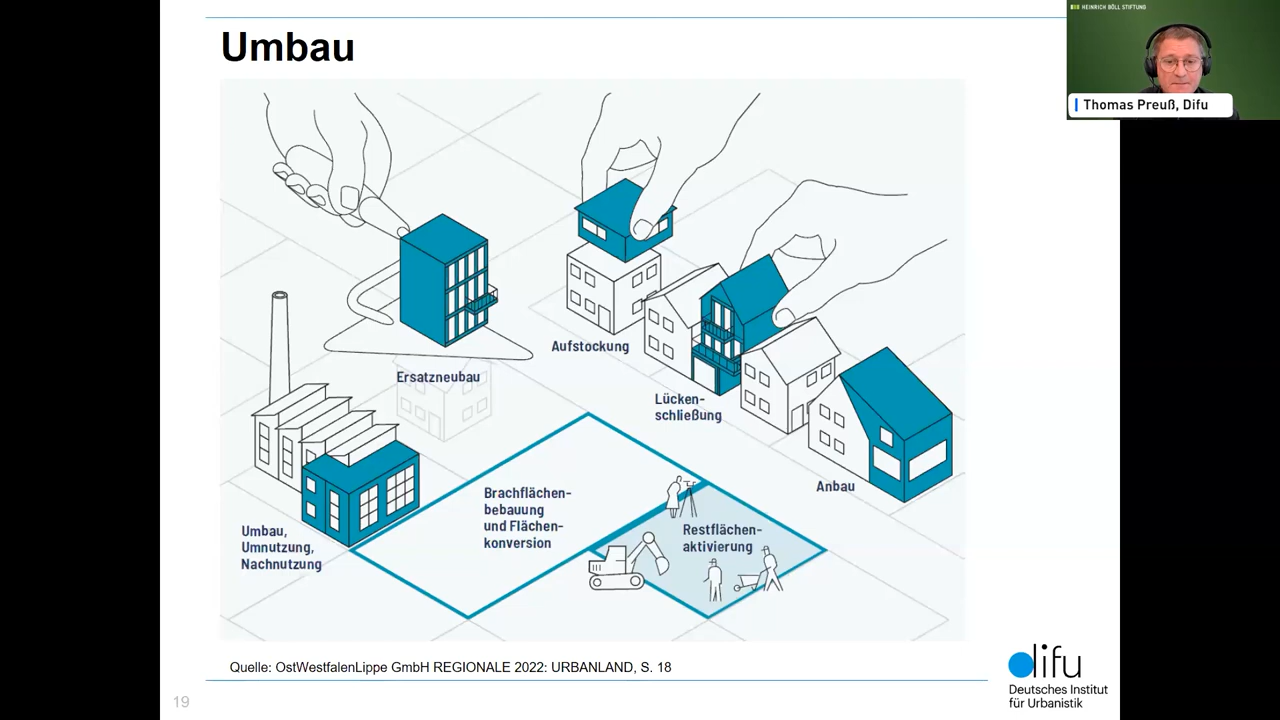 Umbau
HEINRICH BÖLL STIFTUNG
Thomas Preuß, Difu
Aufstockung
Ersatzneubau
Lücken-
schließung
Anbau
Brachflächen-
bebauung
und Flächen-
konversion
Restflächen-
aktivierung
Umbau,
Umnutzung,
Nachnutzung
Quelle: OstWestfalenLippe GmbH REGIONALE 2022: URBANLAND, S. 18
19
difu
Deutsches Institut
für Urbanistik